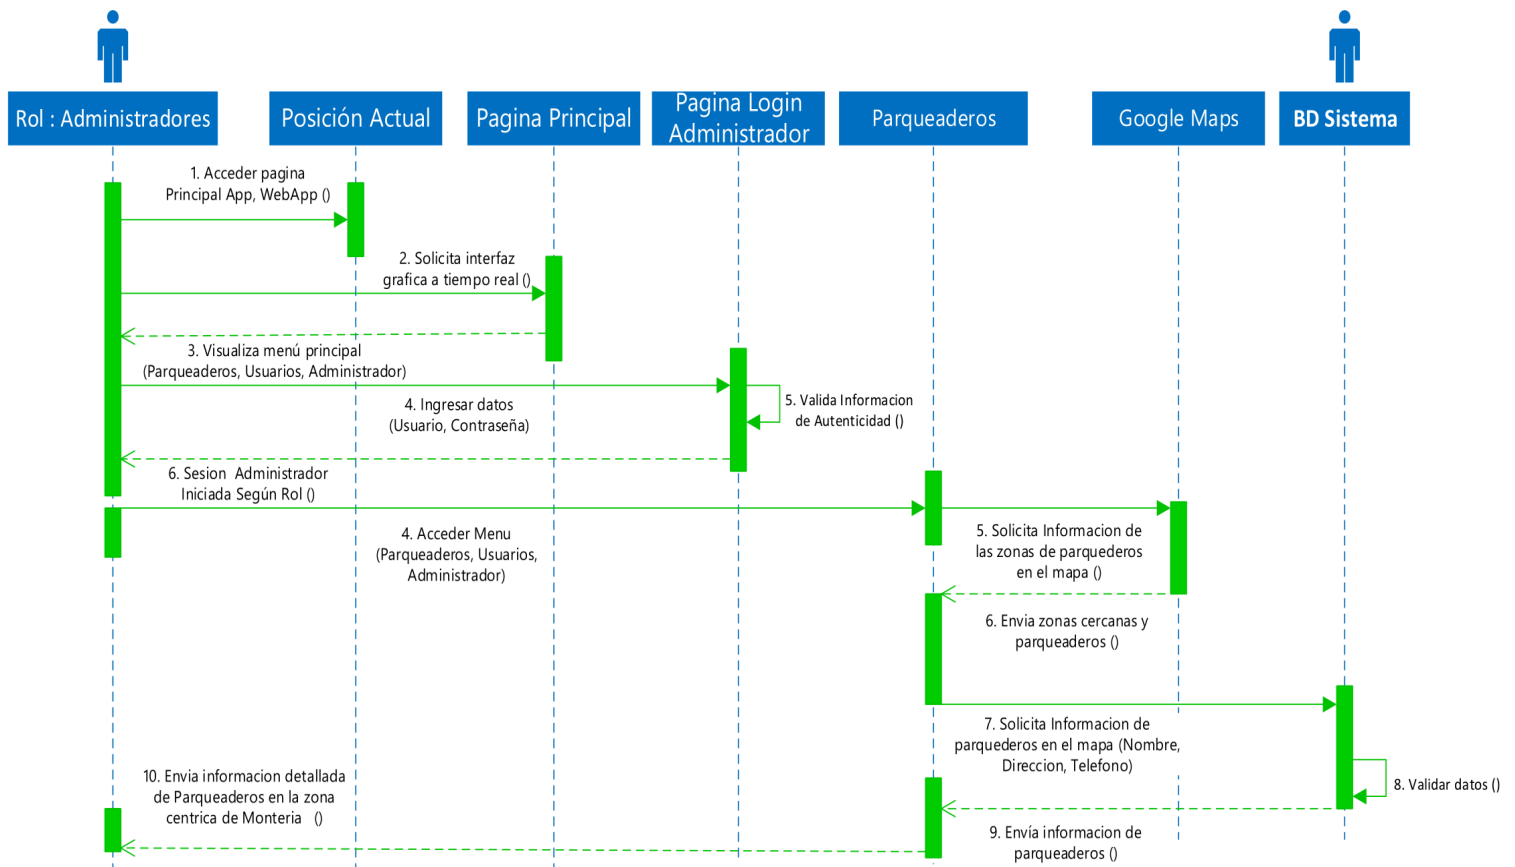 Rol : Administradores
Posición Actual
Pagina Principal
Pagina Login
Administrador
Parqueaderos
Google Maps
BD Sistema
1. Acceder pagina
Principal App, WebApp ()
2. Solicita interfaz
grafica a tiempo real ()
3. Visualiza menú principal
(Parqueaderos, Usuarios, Administrador)
4. Ingresar datos
(Usuario, Contraseña)
5. Valida Informacion
de Autenticidad ()
6. Sesion Administrador
Iniciada Según Rol ()
4. Acceder Menu
(Parqueaderos, Usuarios,
Administrador)
5. Solicita Informacion de
las zonas de parquederos
en el mapa ()
6. Envia zonas cercanas y
parqueaderos ()
7. Solicita Informacion de
parquederos en el mapa (Nombre,
Direccion, Telefono)
8. Validar datos ()
9. Envía informacion de
parqueaderos ()
10. Envia informacion detallada
de Parqueaderos en la zona
centrica de Monteria ()